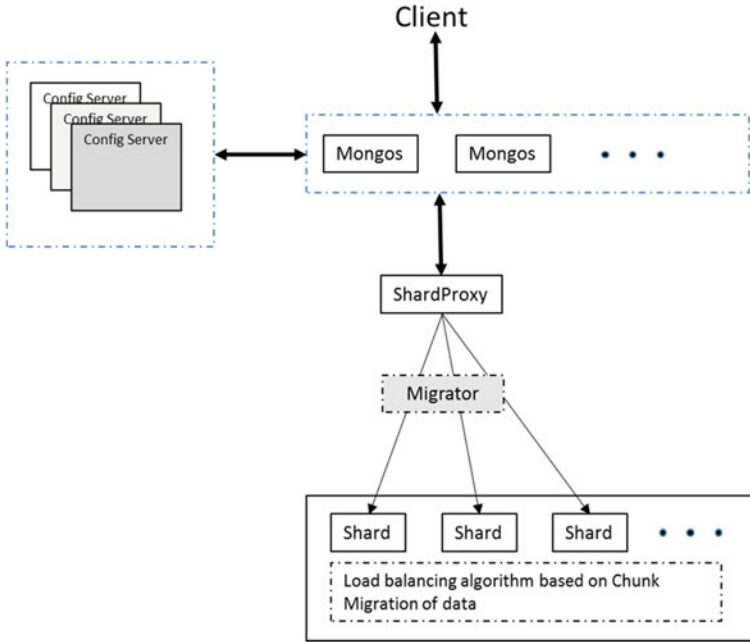 Client
Config Server
Config Server
Config Server
Mongos
Mongos
ShardProxy
Migrator
Shard
Shard
Shard
Load balancing algorithm based on Chunk
Migration of data